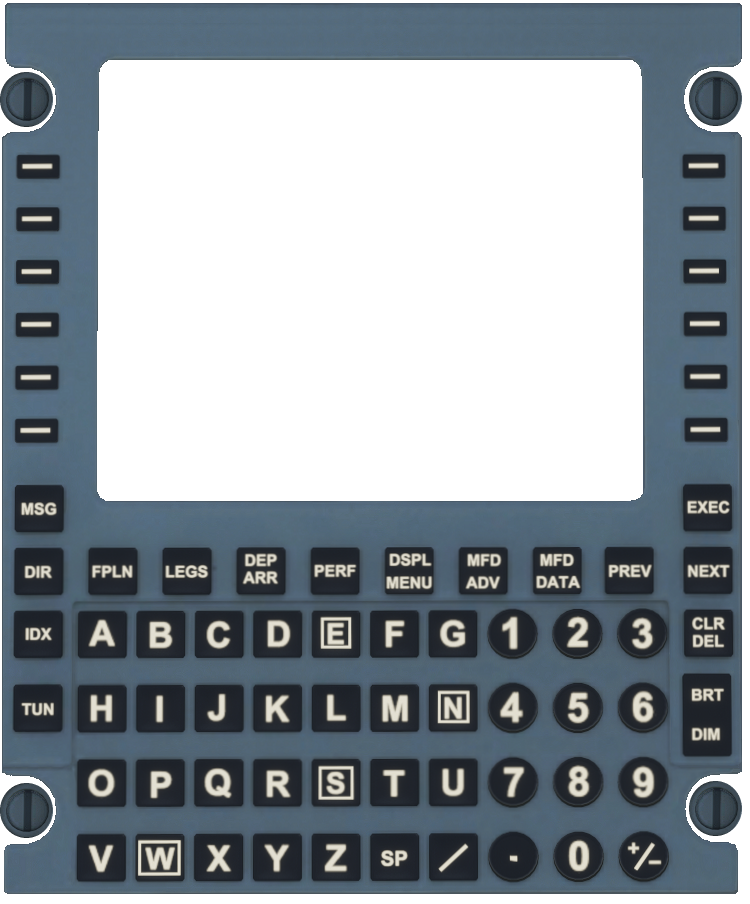 MSG
EXEC
DIR
FPLN
LEGS
DEP
ARR
PERF
DSPL
MENU
MFD
ADV
MFD
DATA
PREV
NEXT
IDX
A B C D E F G 1 2 3
CLR
DEL
TUN
H I J K L M N 4 5 6
BRT
DIM
O P Q R S T U 7 8 9
V W X Y Z SP / . 0 +/-